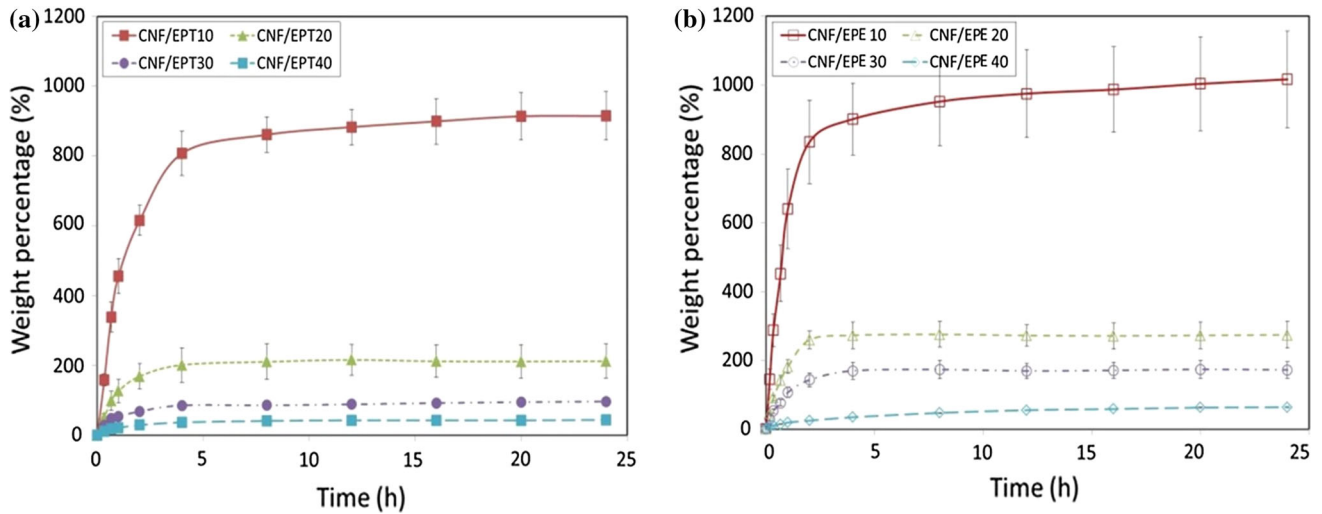 (a)
1200
1000
800
600
400
200
0
Weight percentage (%)
CNF/EPT10
CNF/EPT20
CNF/EPT30
CNF/EPT40
0 5 10 15 20 25
Time (h)
(b)
1200
1000
800
600
400
200
0
Weight percentage (%)
CNF/EPE 10
CNF/EPE 20
CNF/EPE 30
CNF/EPE 40
0 5 10 15 20 25
Time (h)